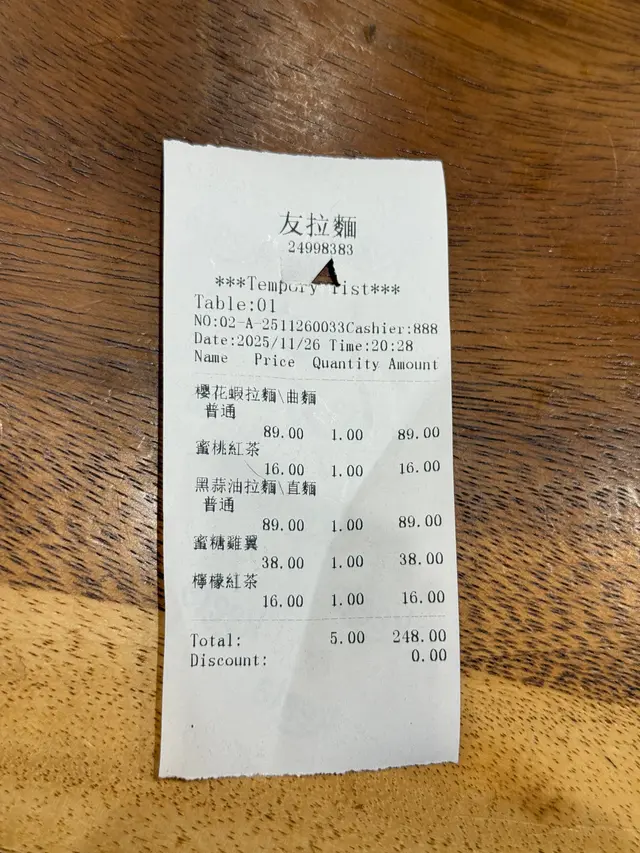 友拉麵
24998383
***Tempory list***
Table:01
NO:02-A-2511260033Cashier:888
Date:2025/11/26 Time:20:28
Name Price Quantity Amount
櫻花蝦拉麵\曲麵
普通
89.00 1.00 89.00
蜜桃紅茶
16.00 1.00 16.00
黑蒜油拉麵\直麵
普通
89.00 1.00 89.00
蜜糖雞翼
38.00 1.00 38.00
檸檬紅茶
16.00 1.00 16.00
Total: 5.00 248.00
Discount: 0.00